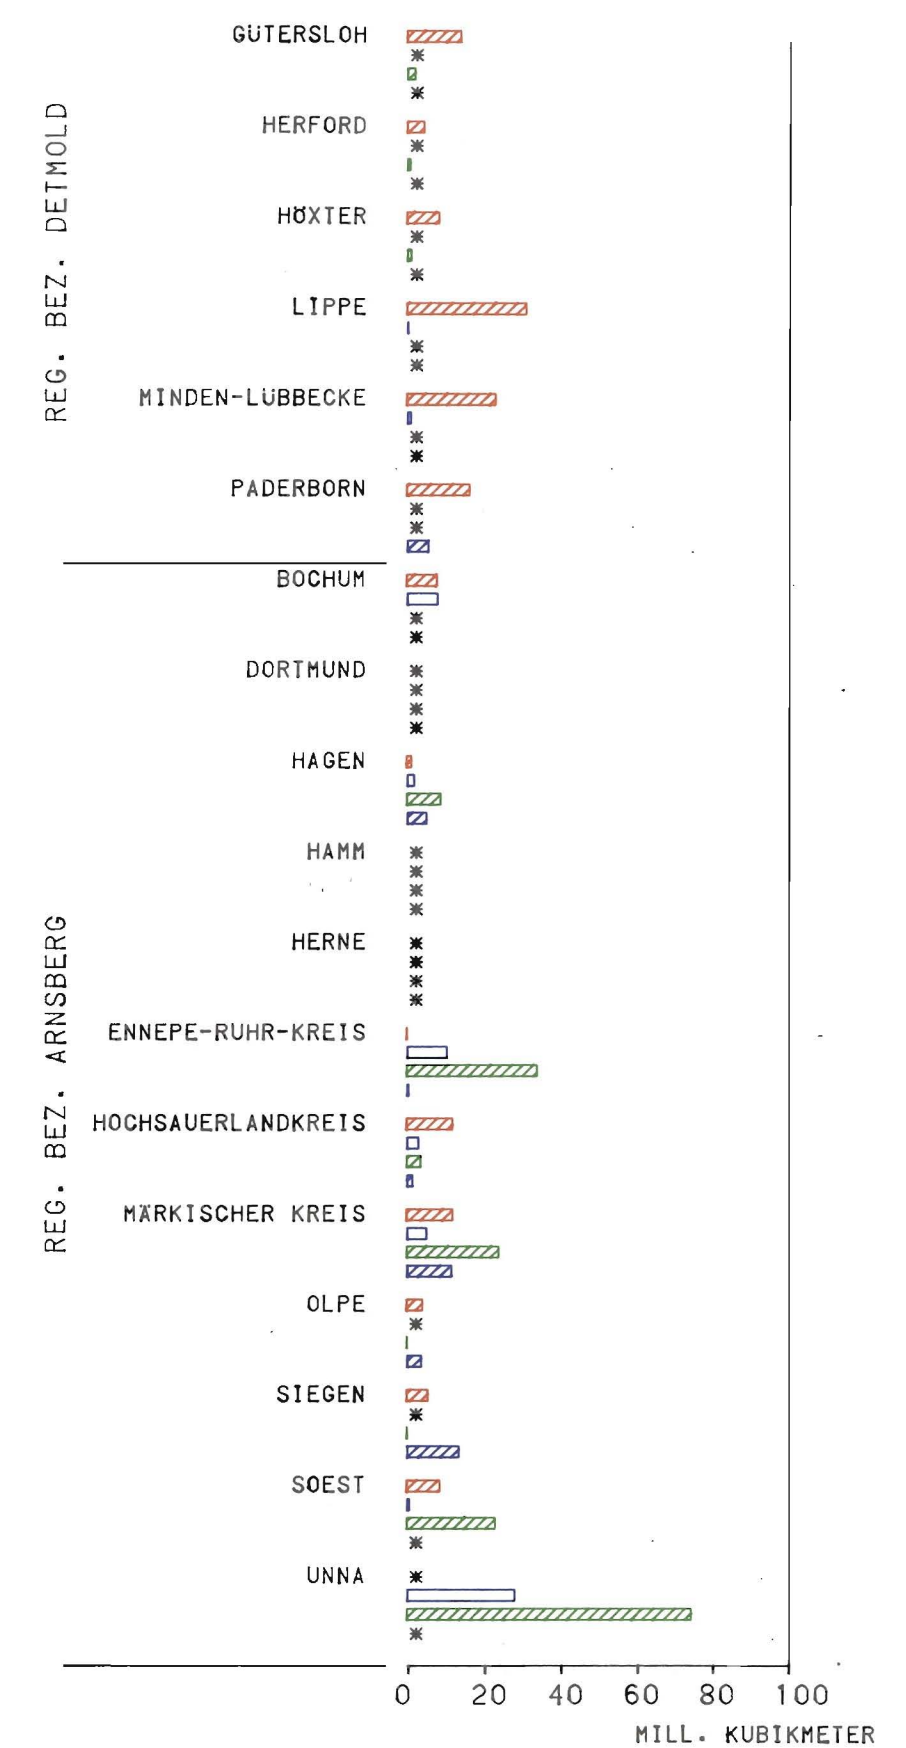 REG. BEZ. DETMOLD
GÜTERSLOH
HERFORD
HÖXTER
LIPPE
MINDEN-LÜBBECKE
PADERBORN
REG. BEZ. ARNSBERG
BOCHUM
DORTMUND
HAGEN
HAMM
HERNE
ENNEPE-RUHR-KREIS
HOCHSAUERLANDKREIS
MÄRKISCHER KREIS
OLPE
SIEGEN
SOEST
UNNA
0 20 40 60 80 100
MILL. KUBIKMETER